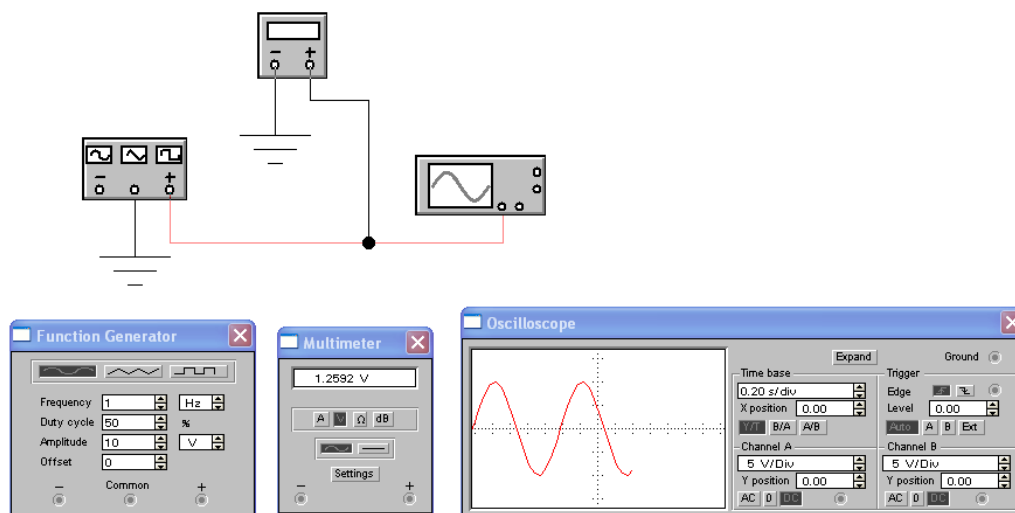 - +
- +
Function Generator
Frequency 1 Hz
Duty cycle 50 %
Amplitude 10 V
Offset 0
- Common +
Multimeter
1.2592 V
A V Ω dB
Settings
- +
Oscilloscope
Expand Ground
Time base
0.20 s/div
X position 0.00
Y/T B/A A/B
Trigger
Edge
Level 0.00
Auto A B Ext
Channel A
5 V/Div
Y position 0.00
AC 0 DC
Channel B
5 V/Div
Y position 0.00
AC 0 DC